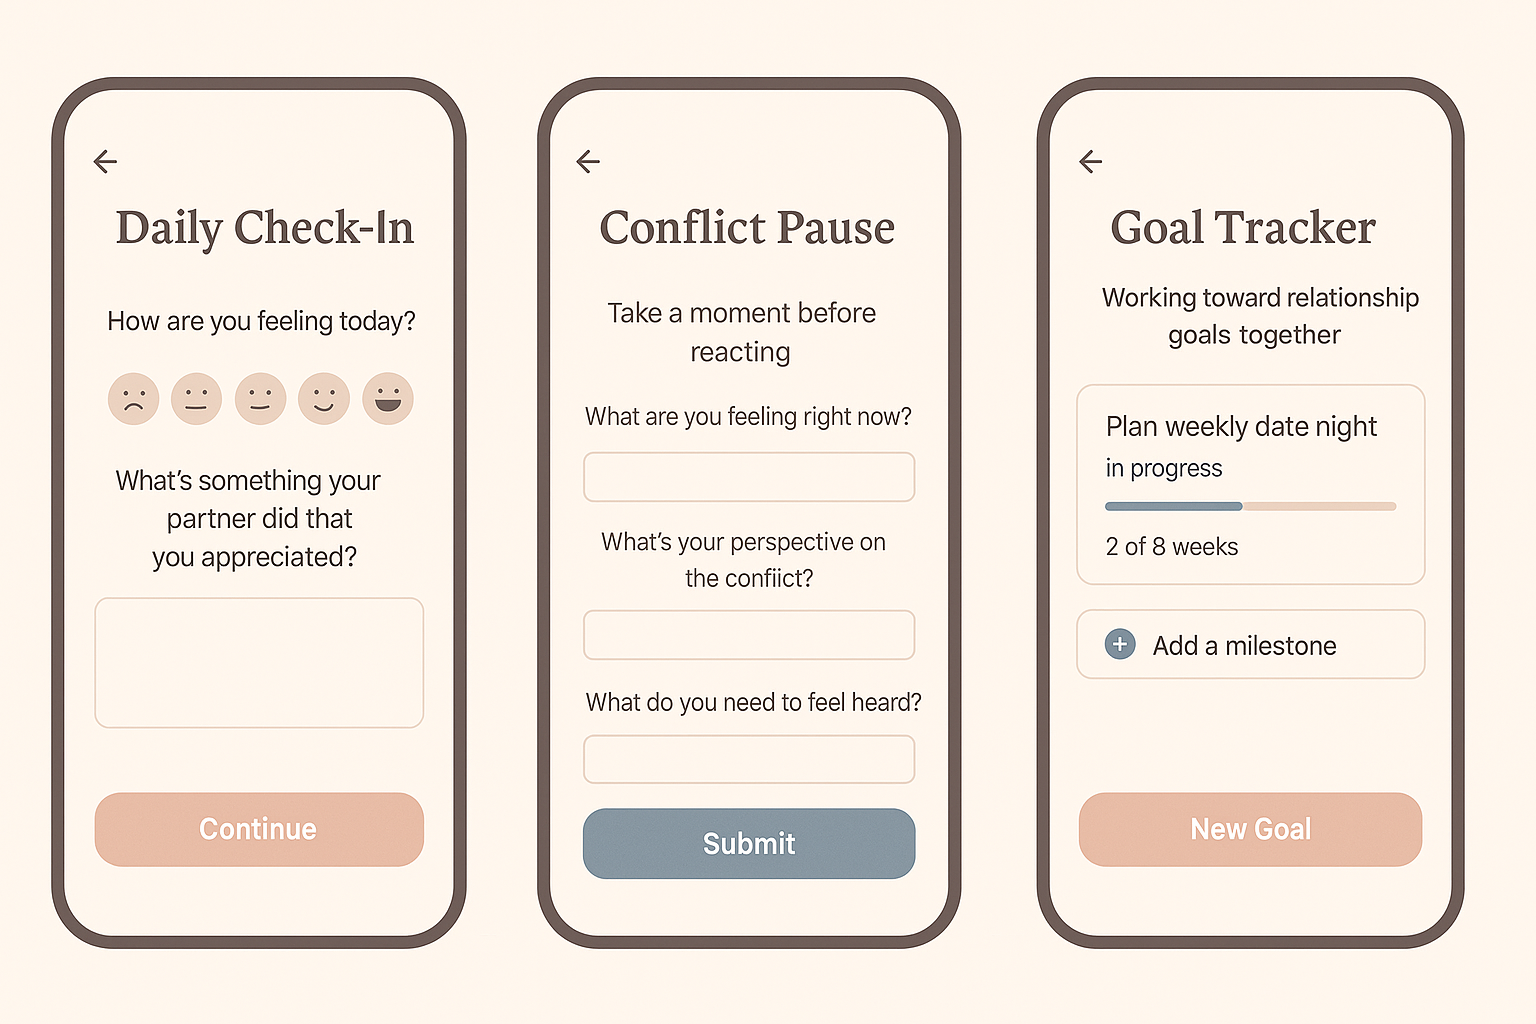 Daily Check-In
How are you feeling today?
What's something your
partner did that
you appreciated?
Continue
Conflict Pause
Take a moment before
reacting
What are you feeling right now?
What's your perspective on
the confiict?
What do you need to feel heard?
Submit
Goal Tracker
Working toward relationship
goals together
Plan weekly date night
in progress
2 of 8 weeks
Add a milestone
New Goal